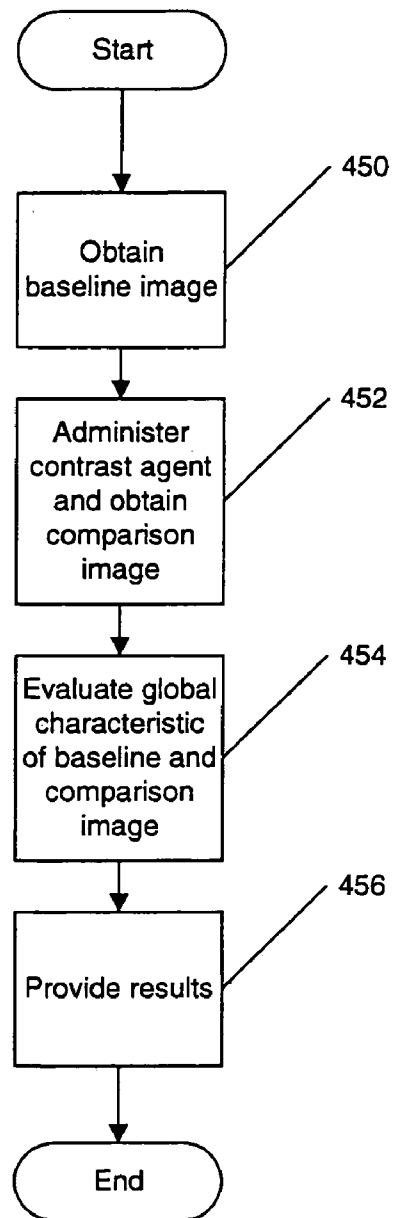 Start
450
Obtain
baseline image
452
Administer
contrast agent
and obtain
comparison
image
454
Evaluate global
characteristic
of baseline and
comparison
image
456
Provide results
End